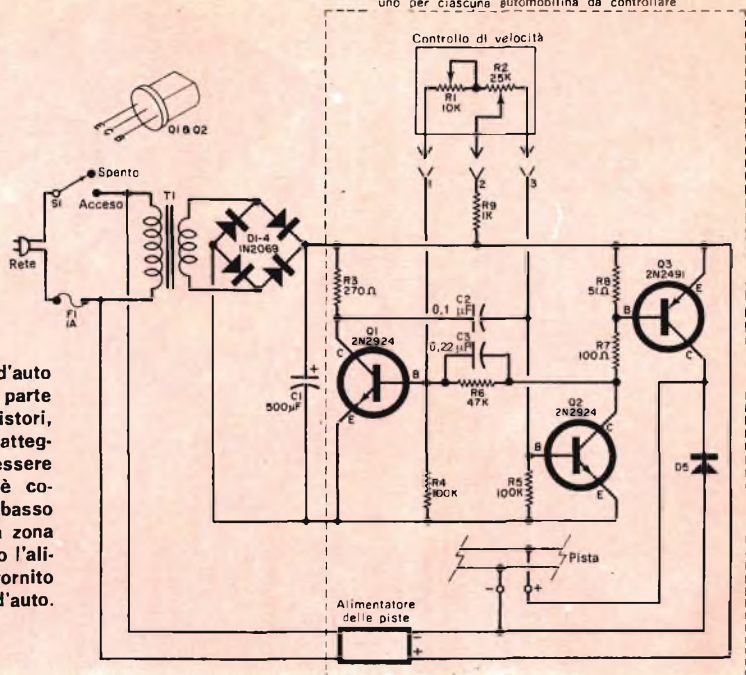 uno per ciascuna automobilina da controllare
Controllo di velocità
R1
10K
R2
25K
E
C
B
Q1 & Q2
Spento
S1
Acceso
T1
Rete
F1
1A
D1-4
1N2069
1
2
3
R9
1K
R3
270Ω
C2
0,1 µF
C3
0,22 µF
R8
51Ω
Q3
2N2491
B
E
C
R7
100Ω
Q1
2N2924
C
B
E
R6
47K
C1
500µF
+
Q2
2N2924
B
C
E
D5
R4
100K
R5
100K
Pista
- +
Alimentatore
delle piste
-
+
d'auto
parte
istori,
atteg-
essere
è co-
basso
zona
o l'ali-
ornito
d'auto.